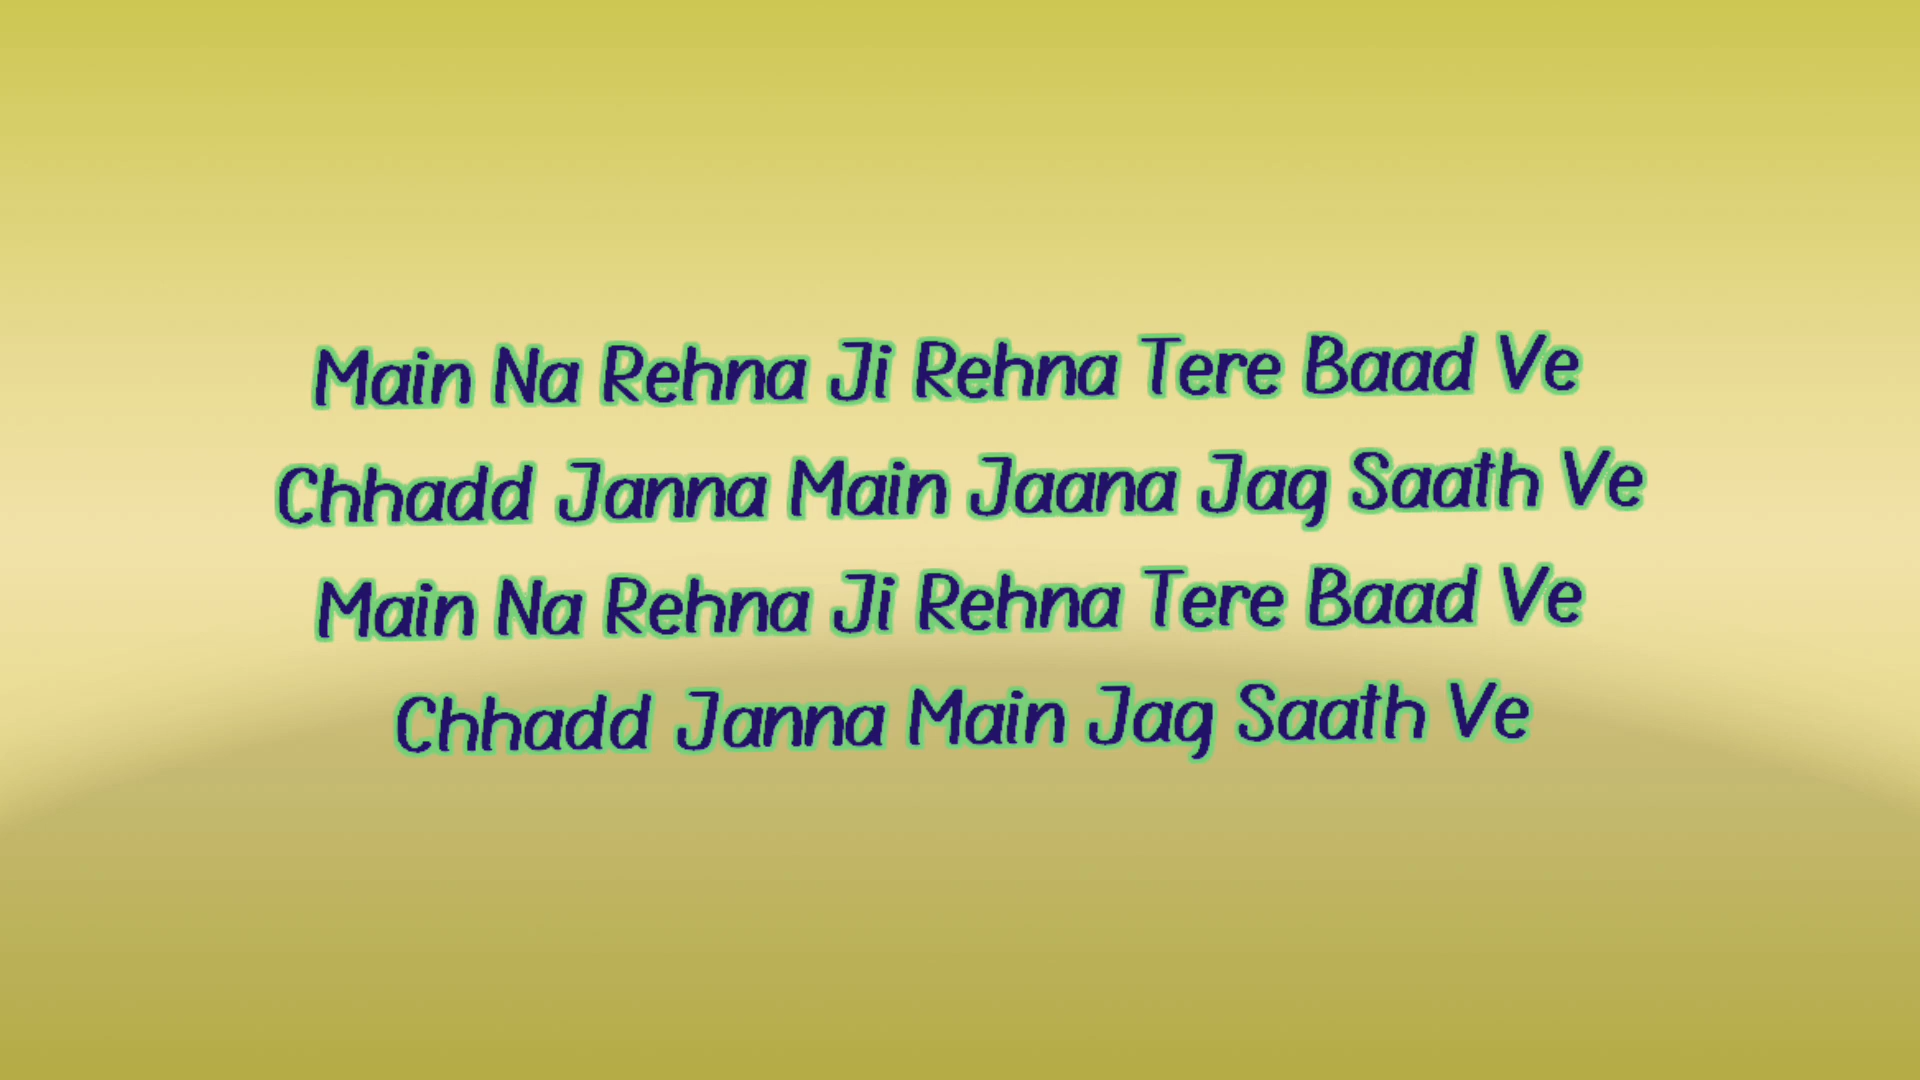 Main Na Rehna Ji Rehna Tere Baad Ve
Chhadd Janna Main Jaana Jag Saath Ve
Main Na Rehna Ji Rehna Tere Baad Ve
Chhadd Janna Main Jag Saath Ve